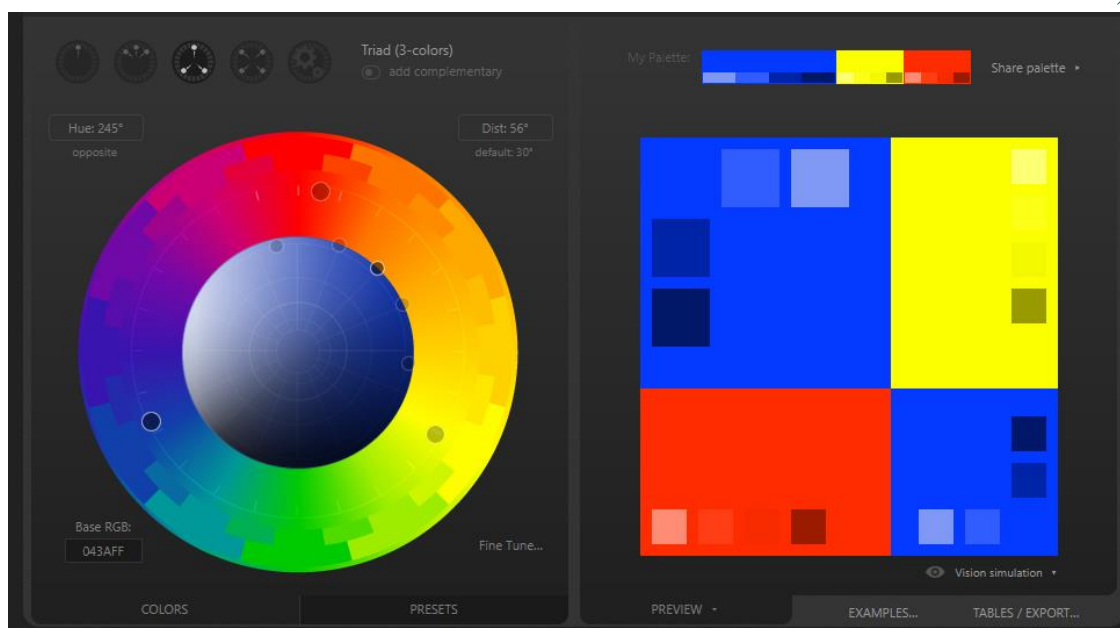 Triad (3-colors)
add complementary
Hue: 245°
opposite
Dist: 56°
default: 30°
Base RGB:
043AFF
Fine Tune...
COLORS
PRESETS
My Palette:
Share palette
Vision simulation
PREVIEW
EXAMPLES...
TABLES / EXPORT...